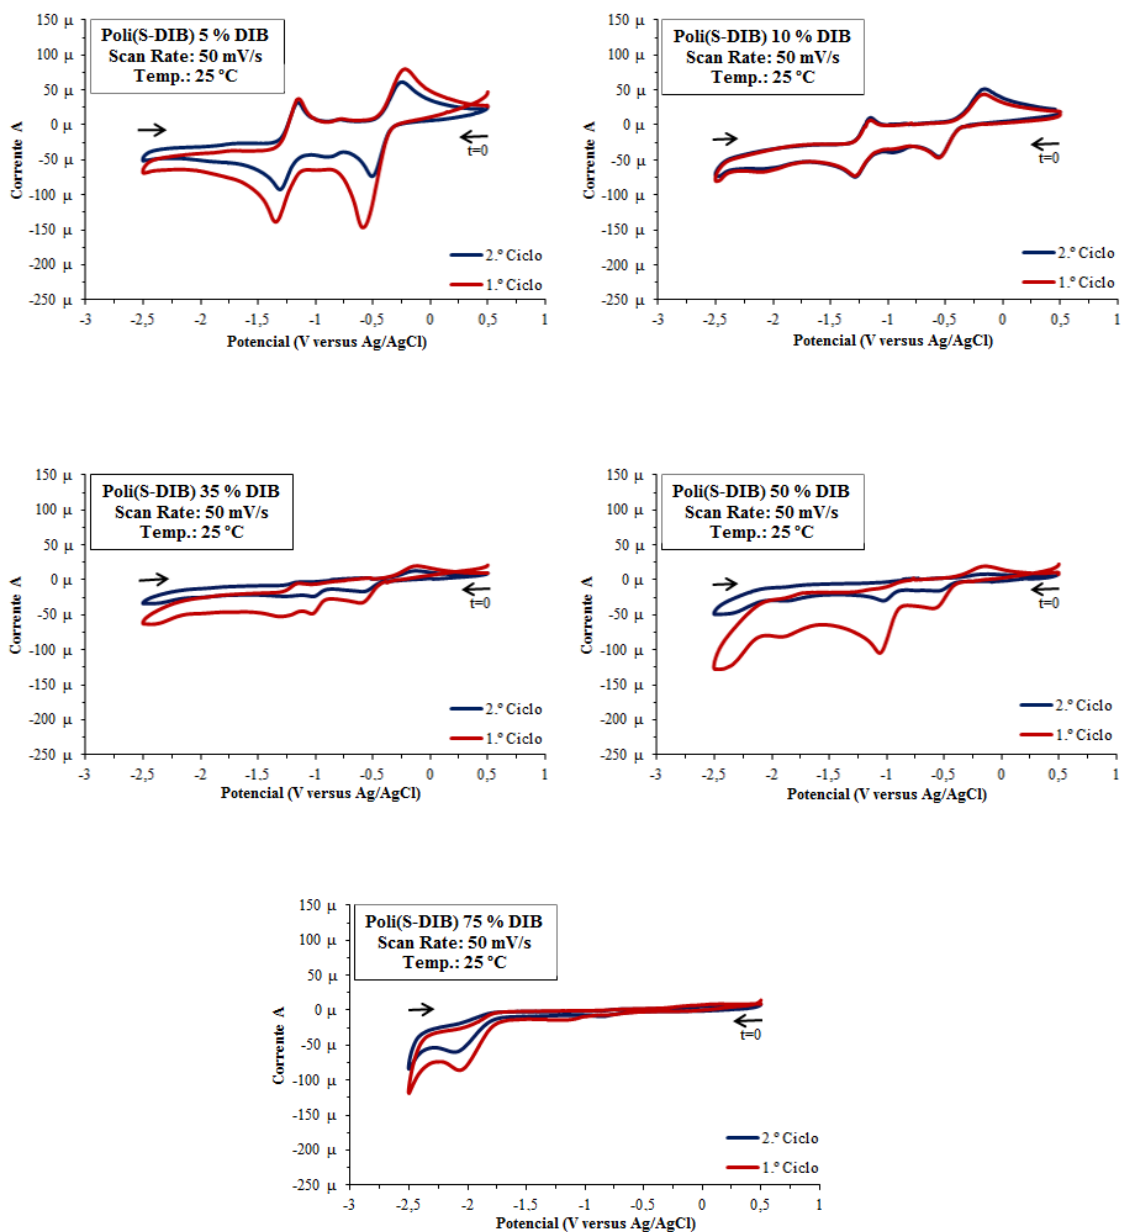 Poli(S-DIB) 5 % DIB
Scan Rate: 50 mV/s
Temp.: 25 °C
150 µ
100 µ
50 µ
0 µ
-50 µ
-100 µ
-150 µ
-200 µ
-250 µ
Corrente A
t=0
2.º Ciclo
1.º Ciclo
-3 -2,5 -2 -1,5 -1 -0,5 0 0,5 1
Potencial (V versus Ag/AgCl)
Poli(S-DIB) 10 % DIB
Scan Rate: 50 mV/s
Temp.: 25 °C
150 µ
100 µ
50 µ
0 µ
-50 µ
-100 µ
-150 µ
-200 µ
-250 µ
Corrente A
t=0
2.º Ciclo
1.º Ciclo
-3 -2,5 -2 -1,5 -1 -0,5 0 0,5 1
Potencial (V versus Ag/AgCl)
Poli(S-DIB) 35 % DIB
Scan Rate: 50 mV/s
Temp.: 25 °C
150 µ
100 µ
50 µ
0 µ
-50 µ
-100 µ
-150 µ
-200 µ
-250 µ
Corrente A
t=0
2.º Ciclo
1.º Ciclo
-3 -2,5 -2 -1,5 -1 -0,5 0 0,5 1
Potencial (V versus Ag/AgCl)
Poli(S-DIB) 50 % DIB
Scan Rate: 50 mV/s
Temp.: 25 °C
150 µ
100 µ
50 µ
0 µ
-50 µ
-100 µ
-150 µ
-200 µ
-250 µ
Corrente A
t=0
2.º Ciclo
1.º Ciclo
-3 -2,5 -2 -1,5 -1 -0,5 0 0,5 1
Potencial (V versus Ag/AgCl)
Poli(S-DIB) 75 % DIB
Scan Rate: 50 mV/s
Temp.: 25 °C
150 µ
100 µ
50 µ
0 µ
-50 µ
-100 µ
-150 µ
-200 µ
-250 µ
Corrente A
t=0
2.º Ciclo
1.º Ciclo
-3 -2,5 -2 -1,5 -1 -0,5 0 0,5 1
Potencial (V versus Ag/AgCl)